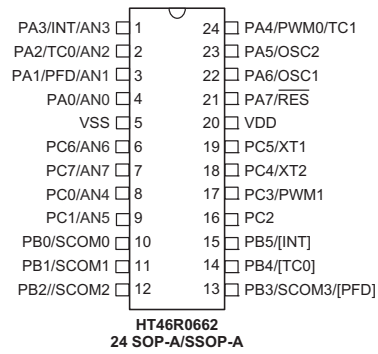 PA3/INT/AN3 1 24 PA4/PWM0/TC1
PA2/TC0/AN2 2 23 PA5/OSC2
PA1/PFD/AN1 3 22 PA6/OSC1
PA0/AN0 4 21 PA7/RES
VSS 5 20 VDD
PC6/AN6 6 19 PC5/XT1
PC7/AN7 7 18 PC4/XT2
PC0/AN4 8 17 PC3/PWM1
PC1/AN5 9 16 PC2
PB0/SCOM0 10 15 PB5/[INT]
PB1/SCOM1 11 14 PB4/[TC0]
PB2//SCOM2 12 13 PB3/SCOM3/[PFD]
HT46R0662
24 SOP-A/SSOP-A